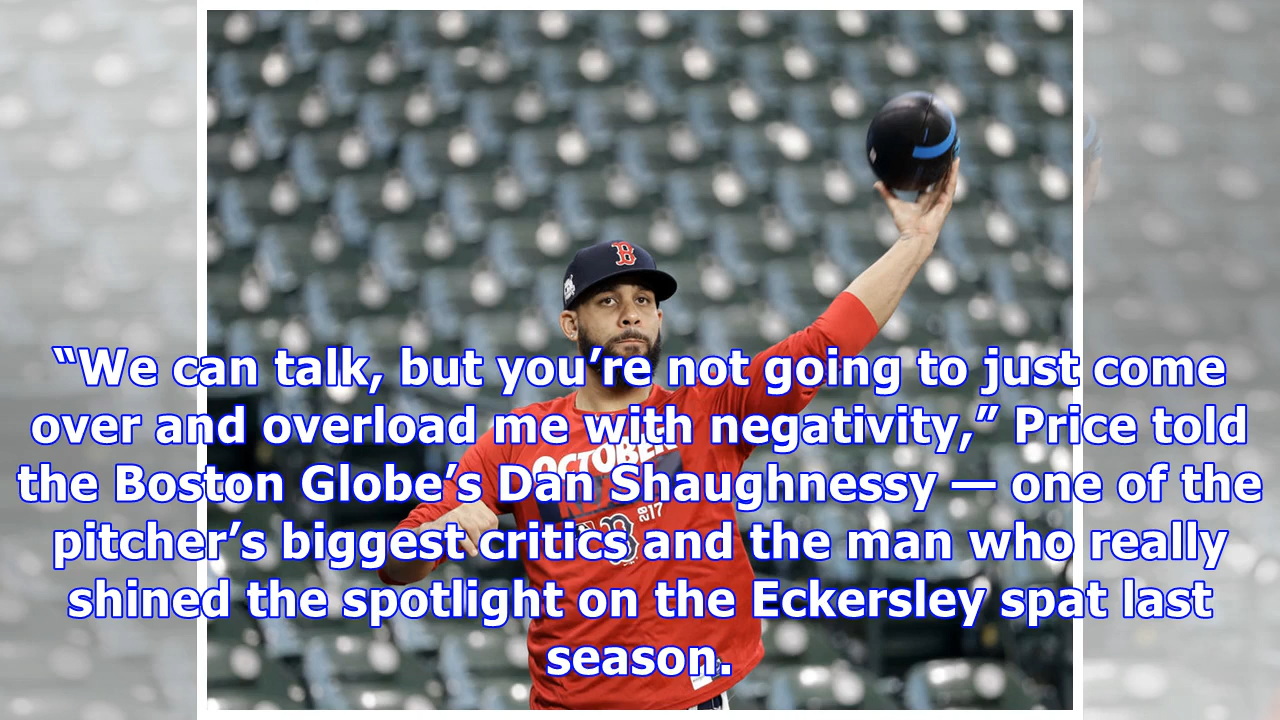 “We can talk, but you’re not going to just come
over and overload me with negativity,” Price told
the Boston Globe’s Dan Shaughnessy — one of the
pitcher’s biggest critics and the man who really
shined the spotlight on the Eckersley spat last
season.
B
OCTOBER
2017
B